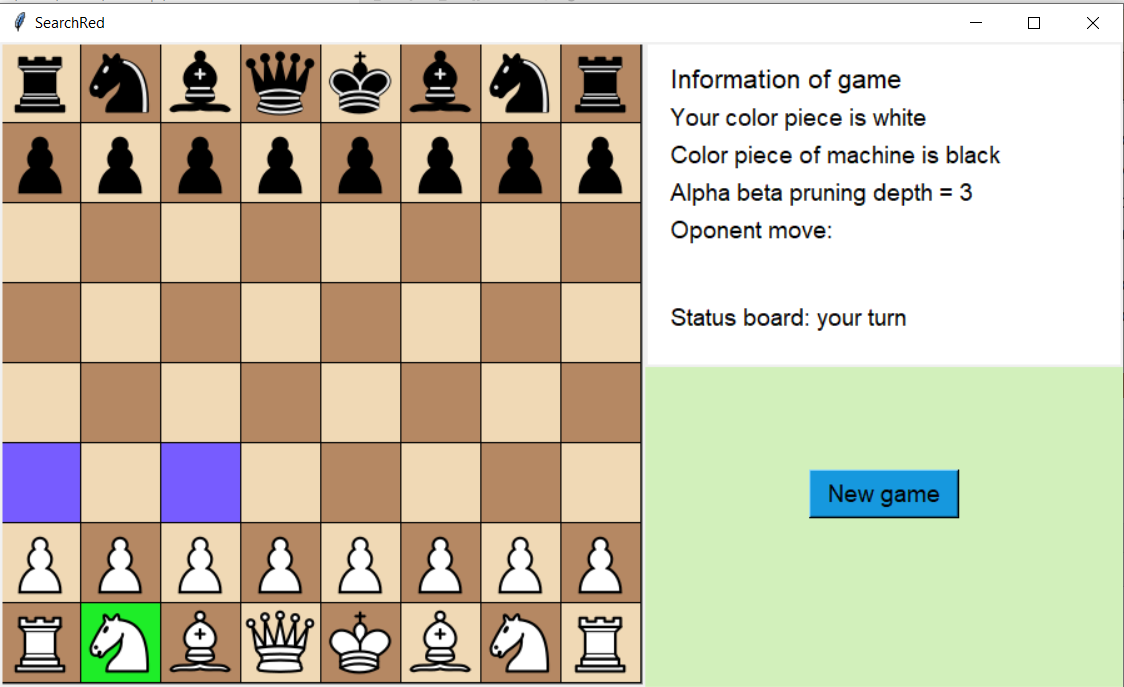 SearchRed
Information of game
Your color piece is white
Color piece of machine is black
Alpha beta pruning depth = 3
Oponent move:
Status board: your turn
New game